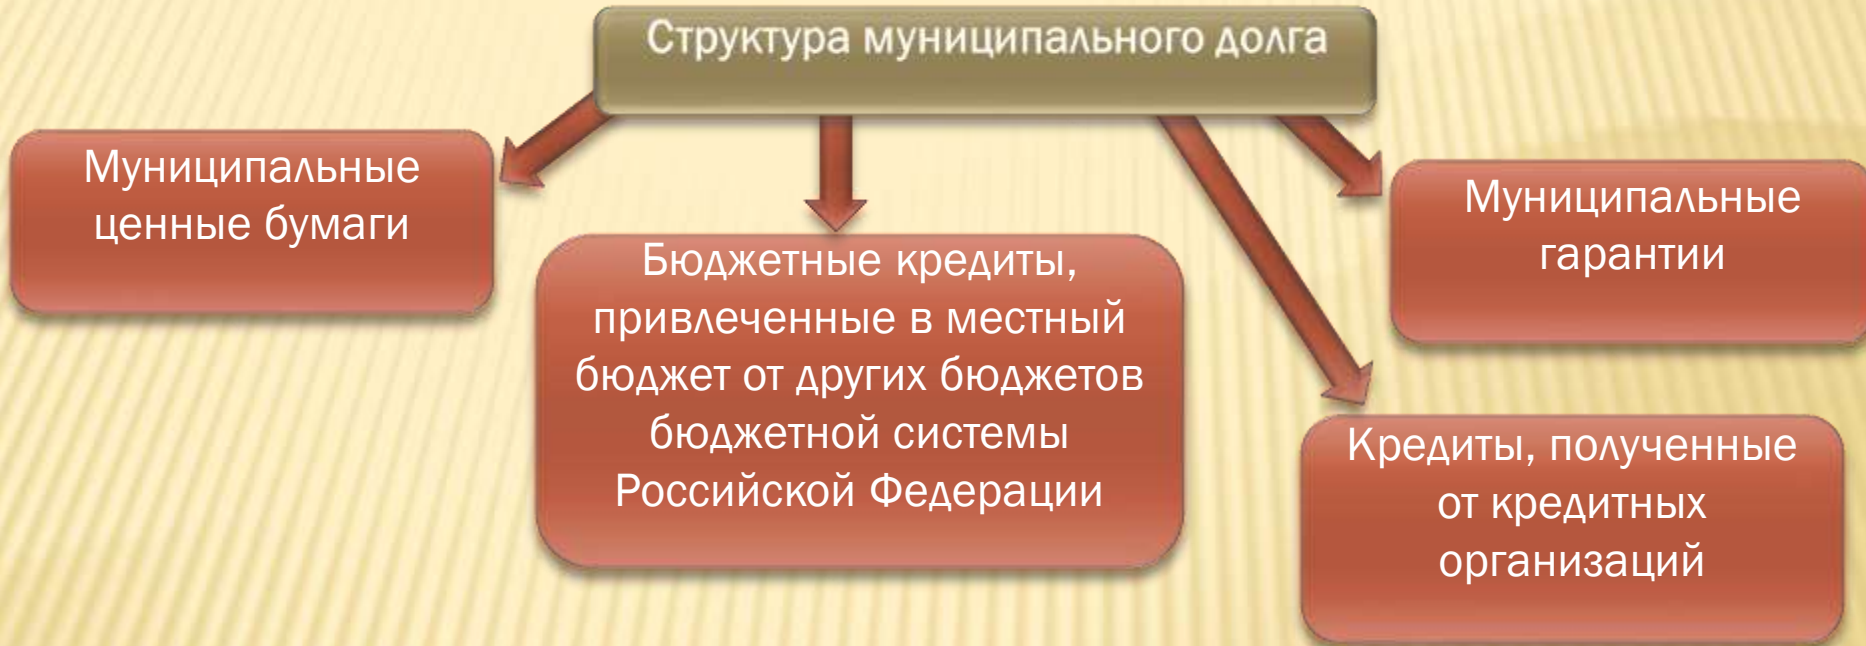 Структура муниципального долга
Муниципальные
ценные бумаги
Бюджетные кредиты,
привлеченные в местный
бюджет от других бюджетов
бюджетной системы
Российской Федерации
Муниципальные
гарантии
Кредиты, полученные
от кредитных
организаций